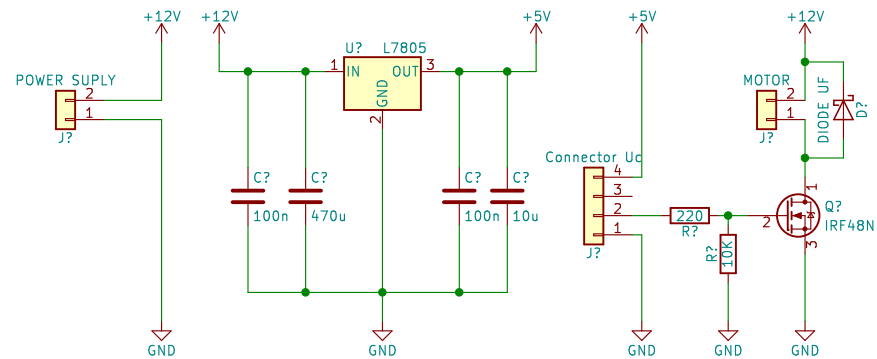 +12V +12V +5V +5V +12V
U? L7805
1 IN OUT 3
GND
2
POWER SUPLY
2
1
J?
C? C? C? C?
100n 470u 100n 10u
Connector Uc
4
3
2
1
J?
220
R?
R? 10K
MOTOR
2
1
J?
DIODE UF
D?
1
Q?
2
IRF48N
3
GND GND GND GND GND